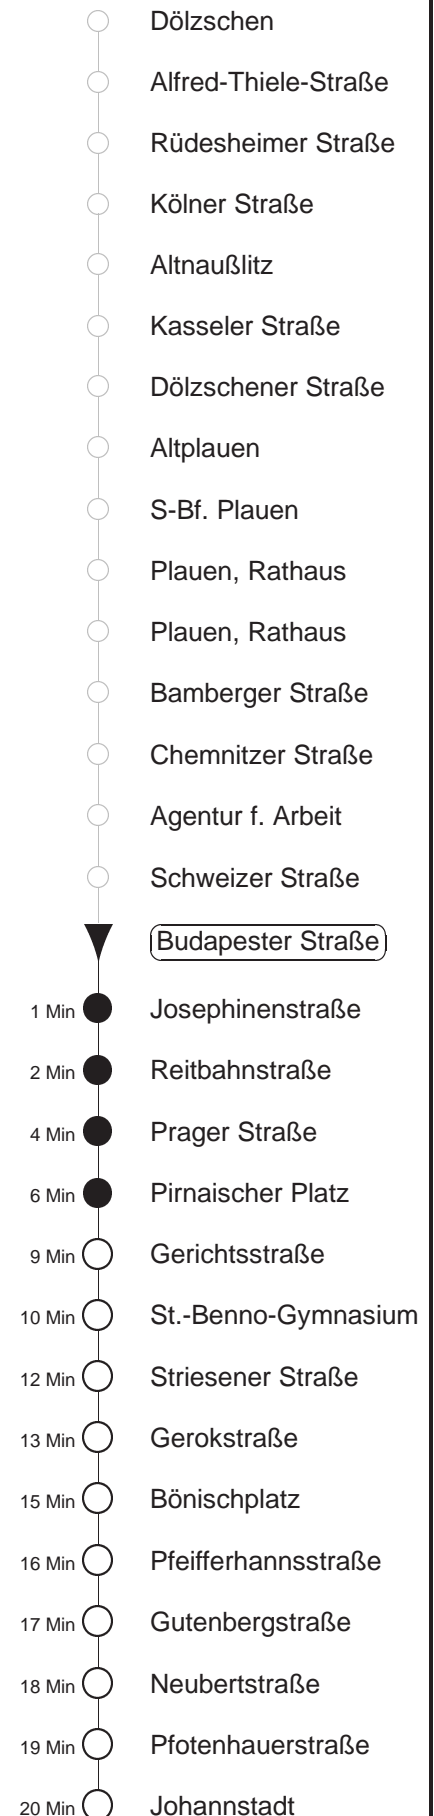 Dölzschen
Alfred-Thiele-Straße
Rüdesheimer Straße
Kölner Straße
Altnaußlitz
Kasseler Straße
Dölzschener Straße
Altplauen
S-Bf. Plauen
Plauen, Rathaus
Plauen, Rathaus
Bamberger Straße
Chemnitzer Straße
Agentur f. Arbeit
Schweizer Straße
Budapester Straße
1 Min Josephinenstraße
2 Min Reitbahnstraße
4 Min Prager Straße
6 Min Pirnaischer Platz
9 Min Gerichtsstraße
10 Min St.-Benno-Gymnasium
12 Min Striesener Straße
13 Min Gerokstraße
15 Min Bönischplatz
16 Min Pfeifferhannsstraße
17 Min Gutenbergstraße
18 Min Neubertstraße
19 Min Pfotenhauerstraße
20 Min Johannstadt